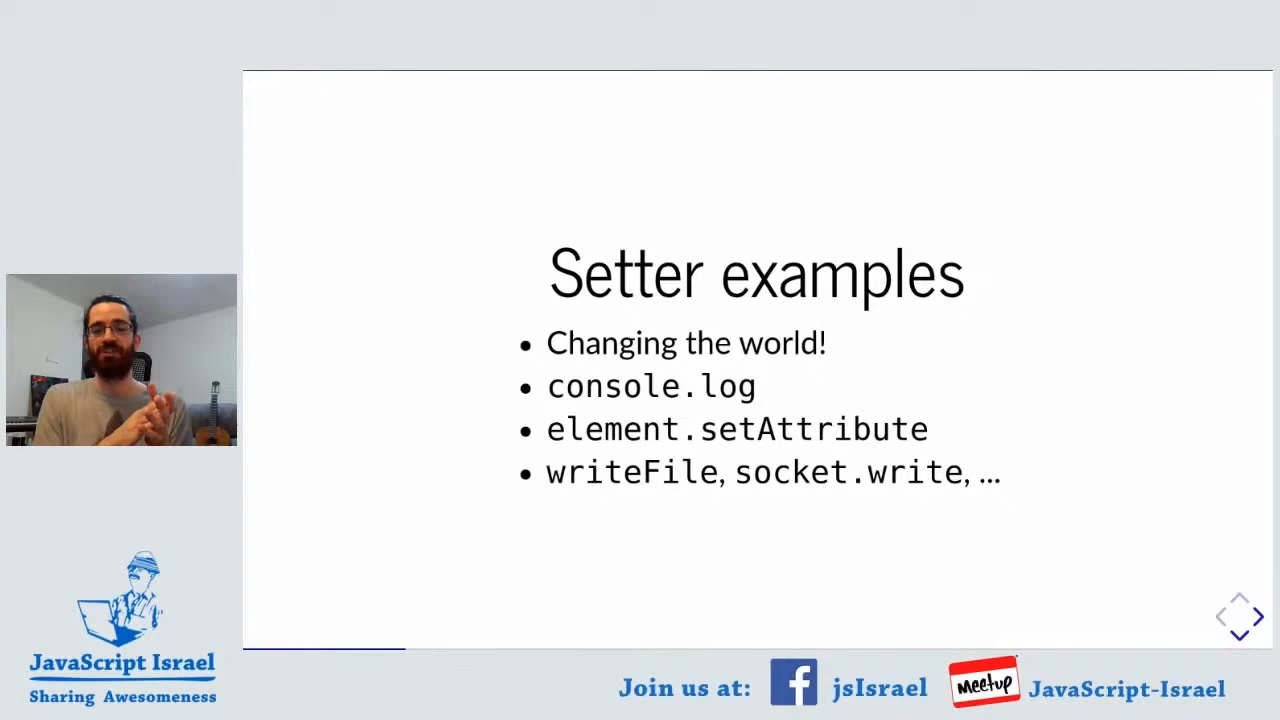 Setter examples
• Changing the world!
• console.log
• element.setAttribute
• writeFile, socket.write, ...
JavaScript Israel
Sharing Awesomeness
Join us at:
f
jsIsrael
Meetup
JavaScript-Israel